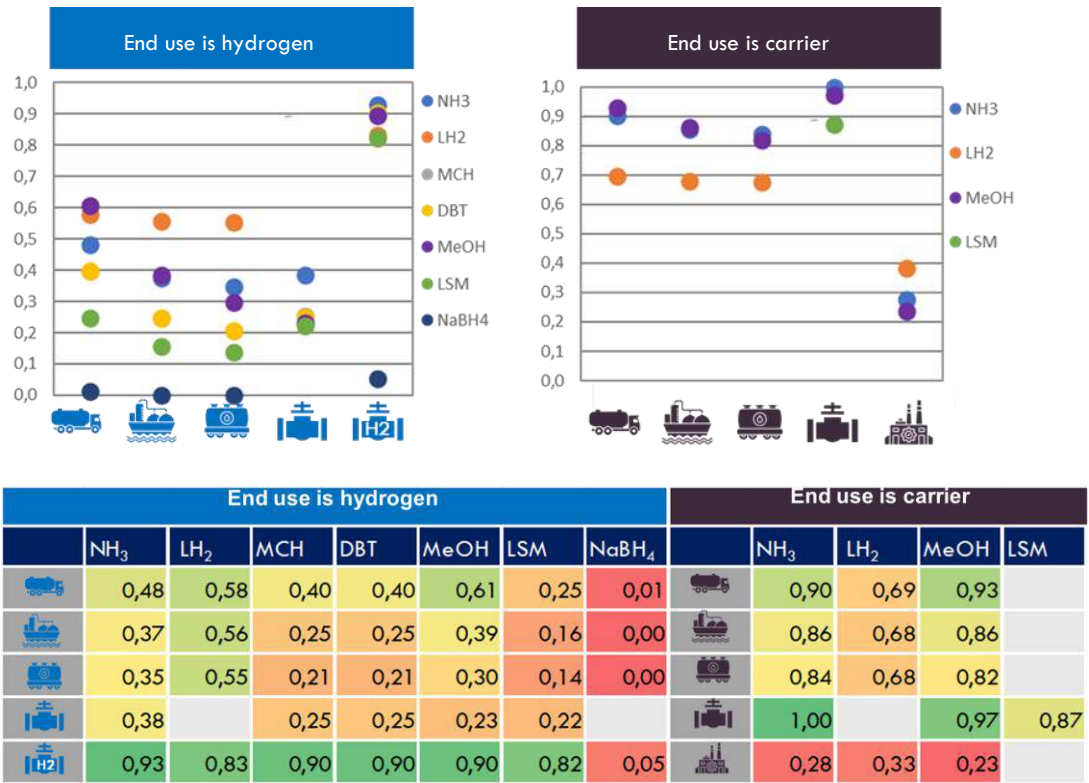 End use is hydrogen
1,0
0,9
0,8
0,7
0,6
0,5
0,4
0,3
0,2
0,1
0,0
NH3
LH2
MCH
DBT
MeOH
LSM
NaBH4
H2
End use is carrier
1,0
0,9
0,8
0,7
0,6
0,5
0,4
0,3
0,2
0,1
0,0
NH3
LH2
MeOH
LSM
End use is hydrogen End use is carrier
NH₃ LH₂ MCH DBT MeOH LSM NaBH₄ NH₃ LH₂ MeOH LSM
0,48 0,58 0,40 0,40 0,61 0,25 0,01 0,90 0,69 0,93
0,37 0,56 0,25 0,25 0,39 0,16 0,00 0,86 0,68 0,86
0,35 0,55 0,21 0,21 0,30 0,14 0,00 0,84 0,68 0,82
0,38 0,25 0,25 0,23 0,22 1,00 0,97 0,87
H2 0,93 0,83 0,90 0,90 0,90 0,82 0,05 0,28 0,33 0,23